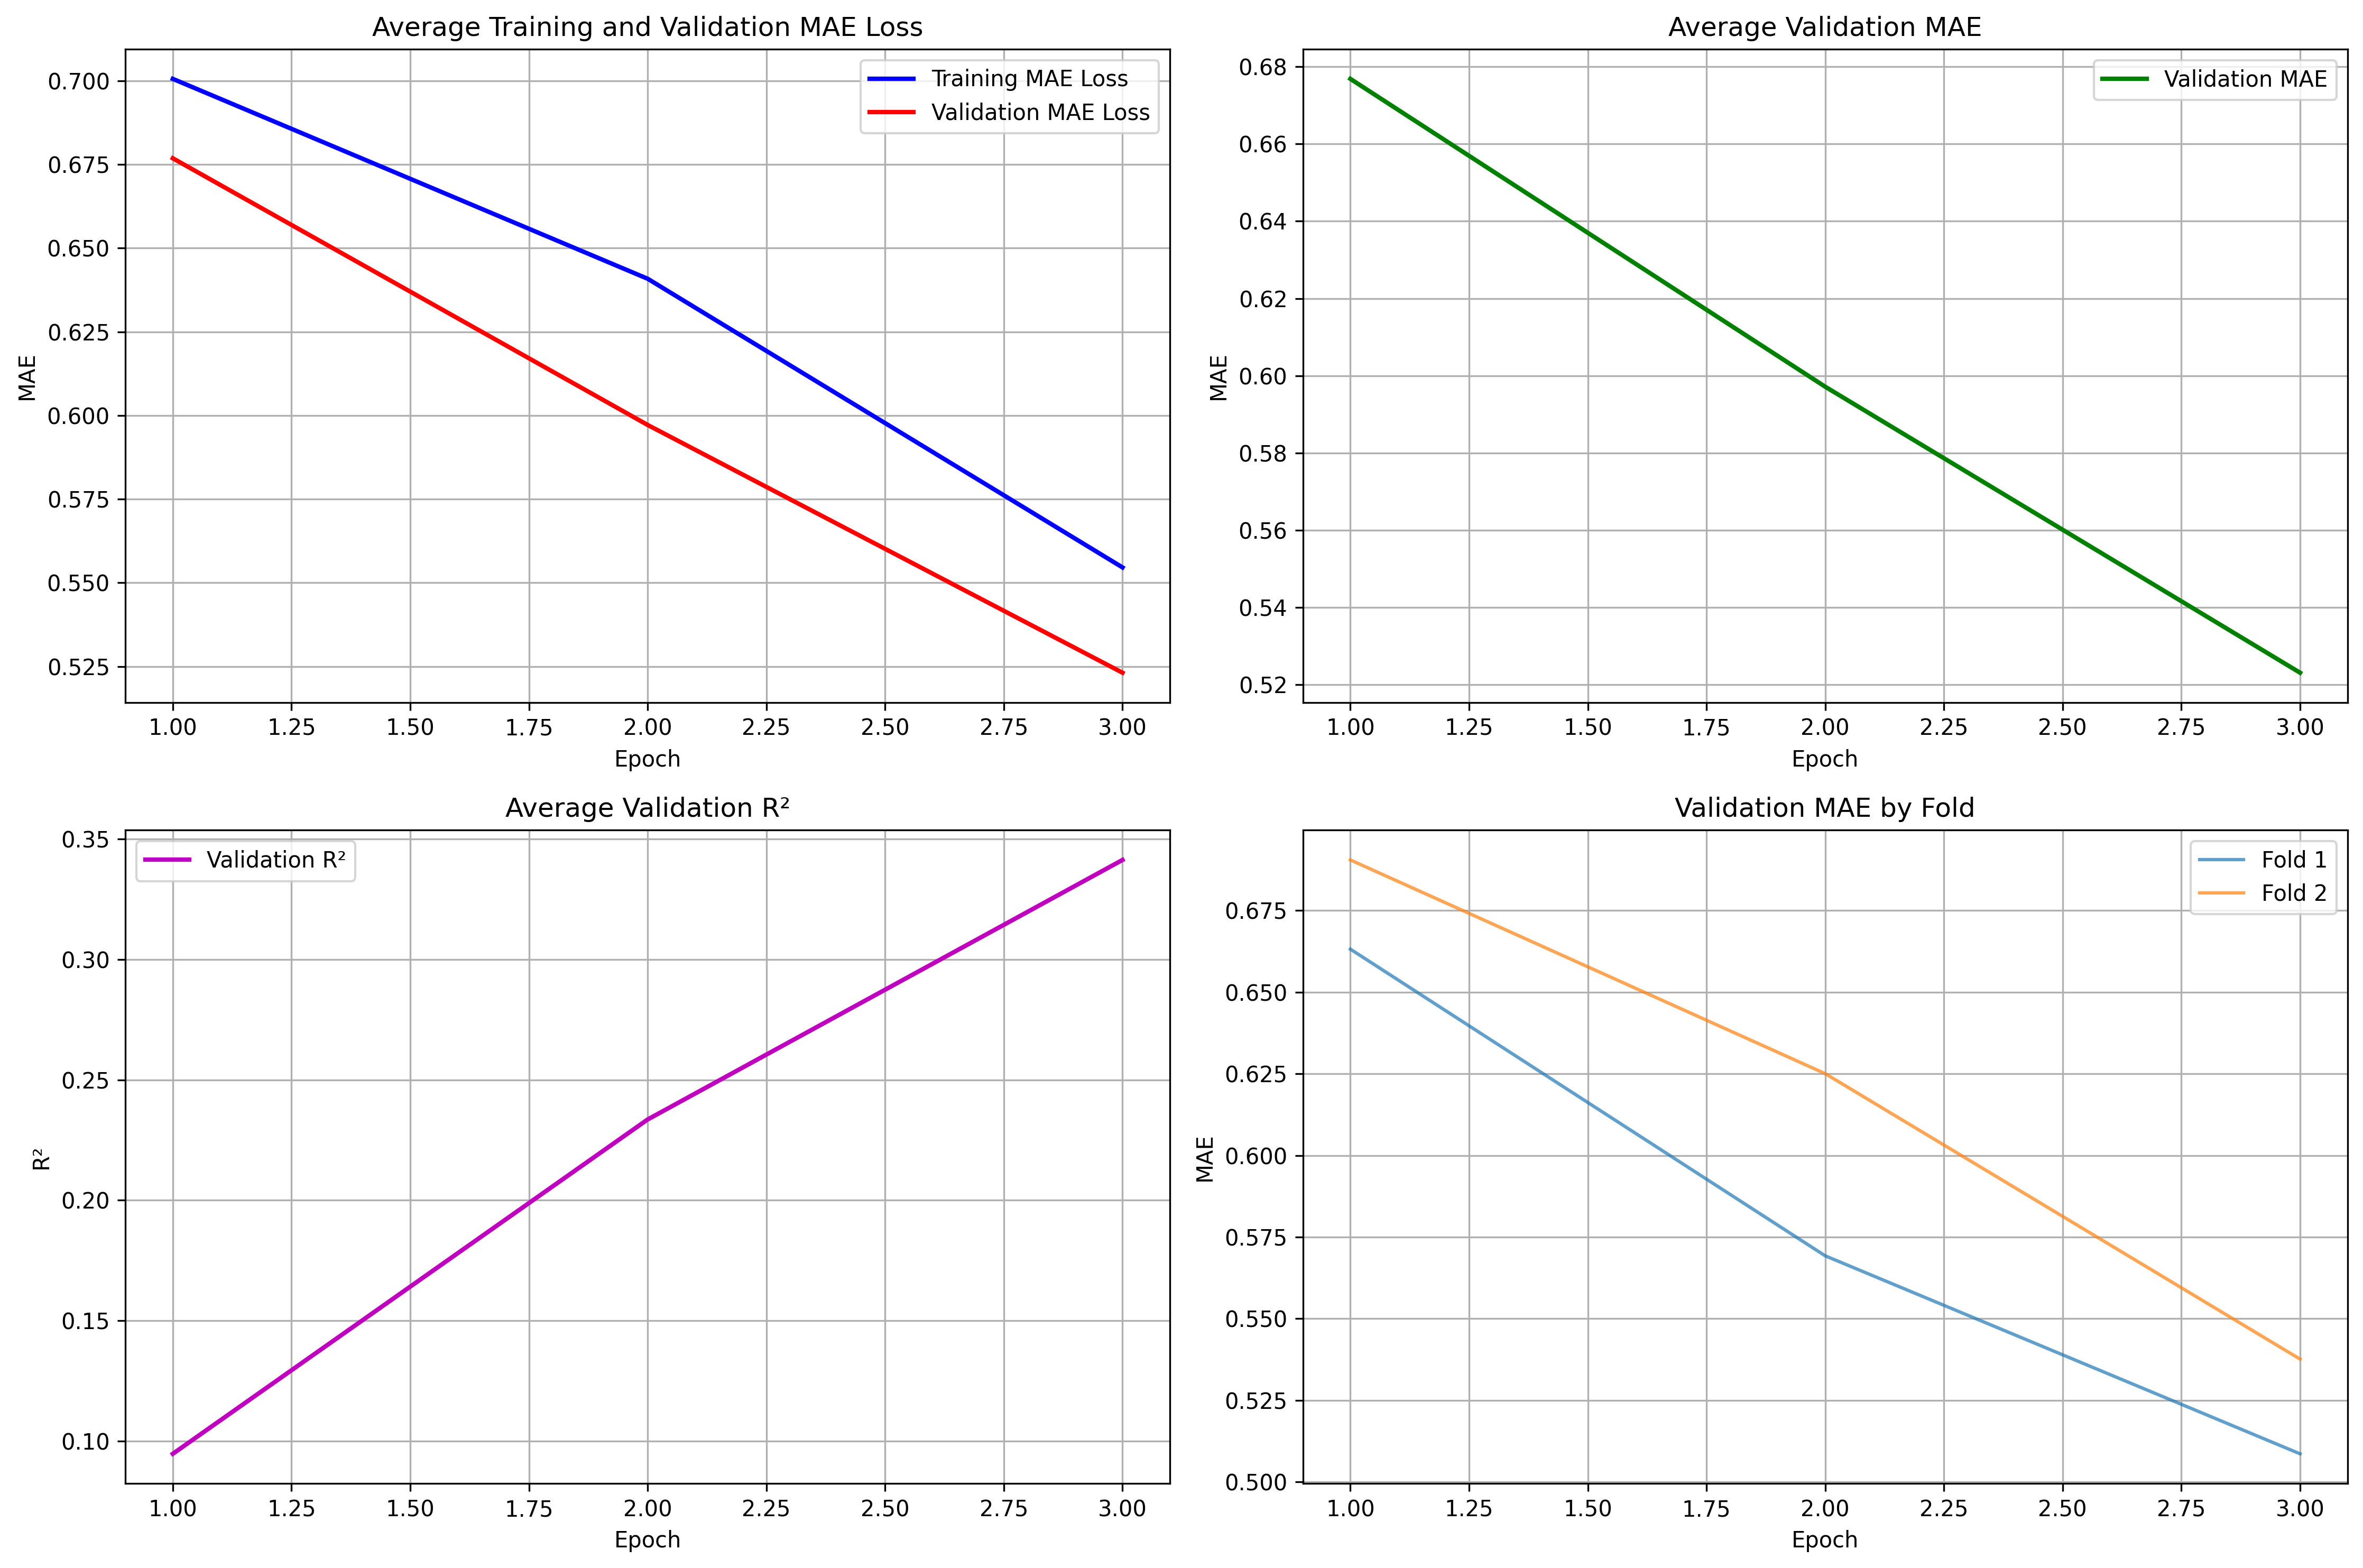 Average Training and Validation MAE Loss
Training MAE Loss
Validation MAE Loss
MAE
0.700
0.675
0.650
0.625
0.600
0.575
0.550
0.525
1.00 1.25 1.50 1.75 2.00 2.25 2.50 2.75 3.00
Epoch
Average Validation MAE
Validation MAE
MAE
0.68
0.66
0.64
0.62
0.60
0.58
0.56
0.54
0.52
1.00 1.25 1.50 1.75 2.00 2.25 2.50 2.75 3.00
Epoch
Average Validation R²
Validation R²
R²
0.35
0.30
0.25
0.20
0.15
0.10
1.00 1.25 1.50 1.75 2.00 2.25 2.50 2.75 3.00
Epoch
Validation MAE by Fold
Fold 1
Fold 2
MAE
0.675
0.650
0.625
0.600
0.575
0.550
0.525
0.500
1.00 1.25 1.50 1.75 2.00 2.25 2.50 2.75 3.00
Epoch